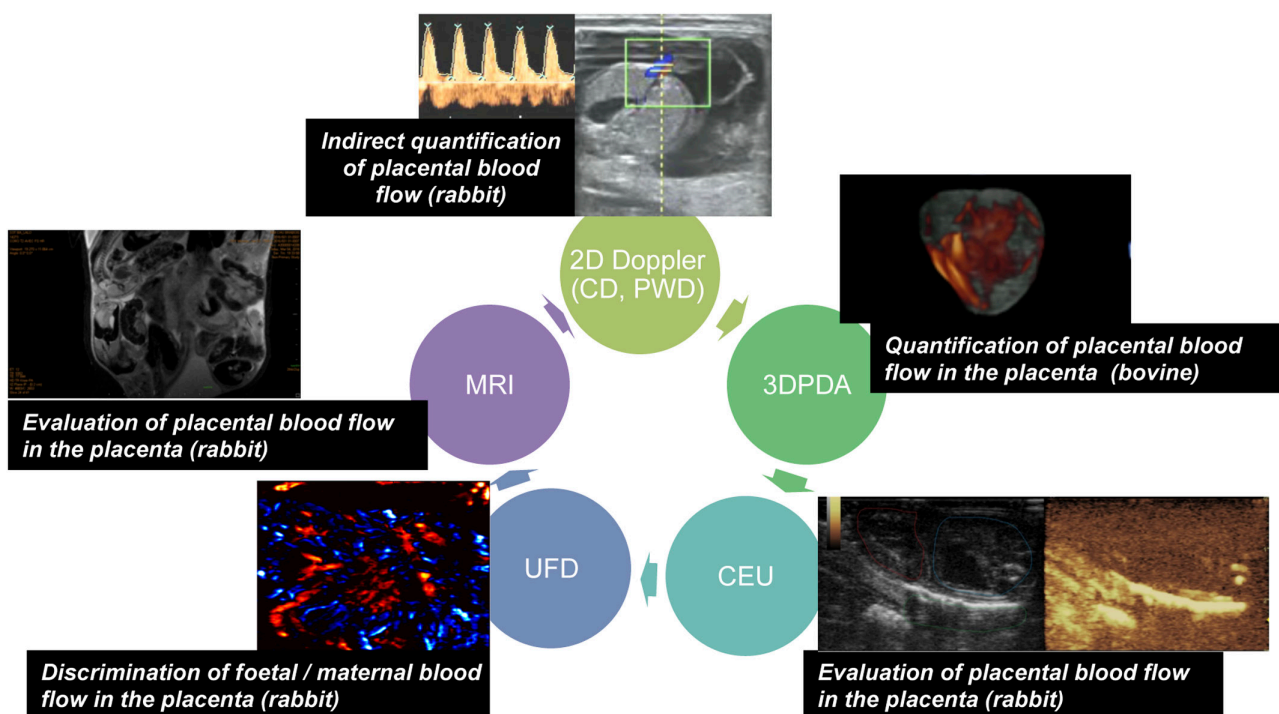 Indirect quantification
of placental blood
flow (rabbit)
2D Doppler
(CD, PWD)
3DPDA
Quantification of placental blood
flow in the placenta (bovine)
MRI
Evaluation of placental blood flow
in the placenta (rabbit)
UFD
Discrimination of foetal / maternal blood
flow in the placenta (rabbit)
CEU
Evaluation of placental blood flow
in the placenta (rabbit)